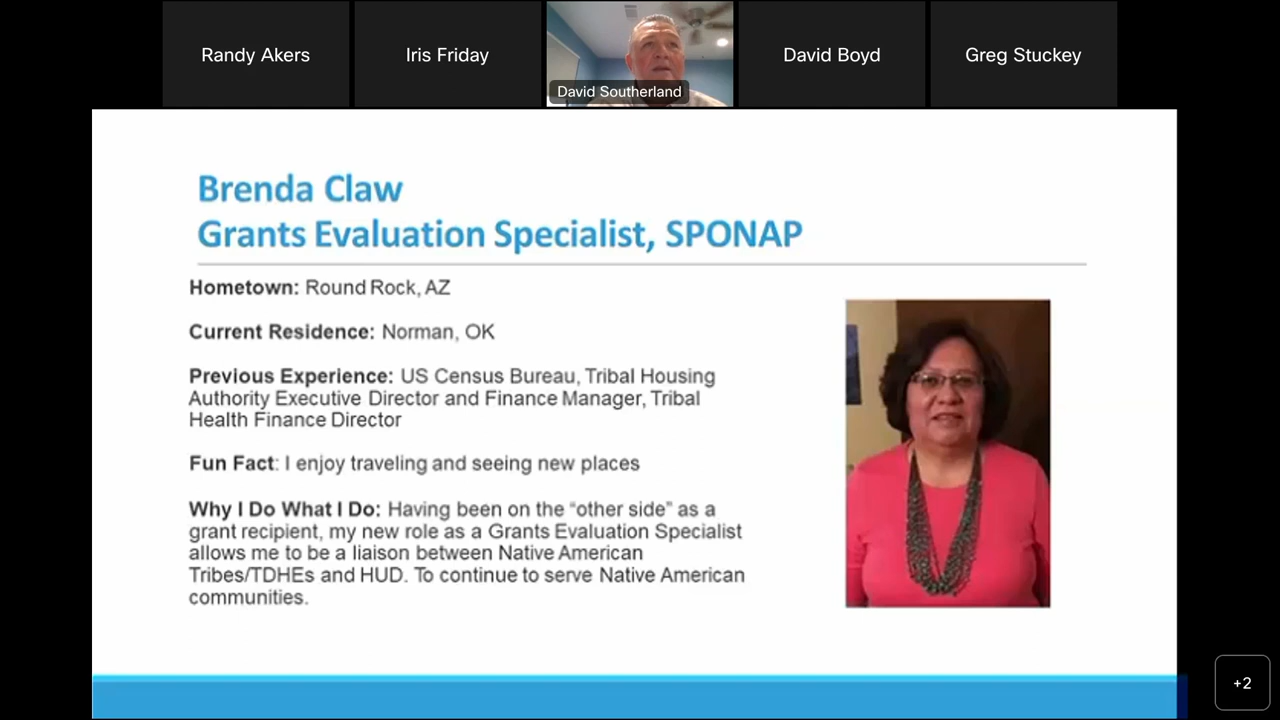 Randy Akers
Iris Friday
David Southerland
David Boyd
Greg Stuckey
Brenda Claw
Grants Evaluation Specialist, SPONAP
Hometown: Round Rock, AZ
Current Residence: Norman, OK
Previous Experience: US Census Bureau, Tribal Housing
Authority Executive Director and Finance Manager, Tribal
Health Finance Director
Fun Fact: I enjoy traveling and seeing new places
Why I Do What I Do: Having been on the “other side” as a
grant recipient, my new role as a Grants Evaluation Specialist
allows me to be a liaison between Native American
Tribes/TDHEs and HUD. To continue to serve Native American
communities.
+2